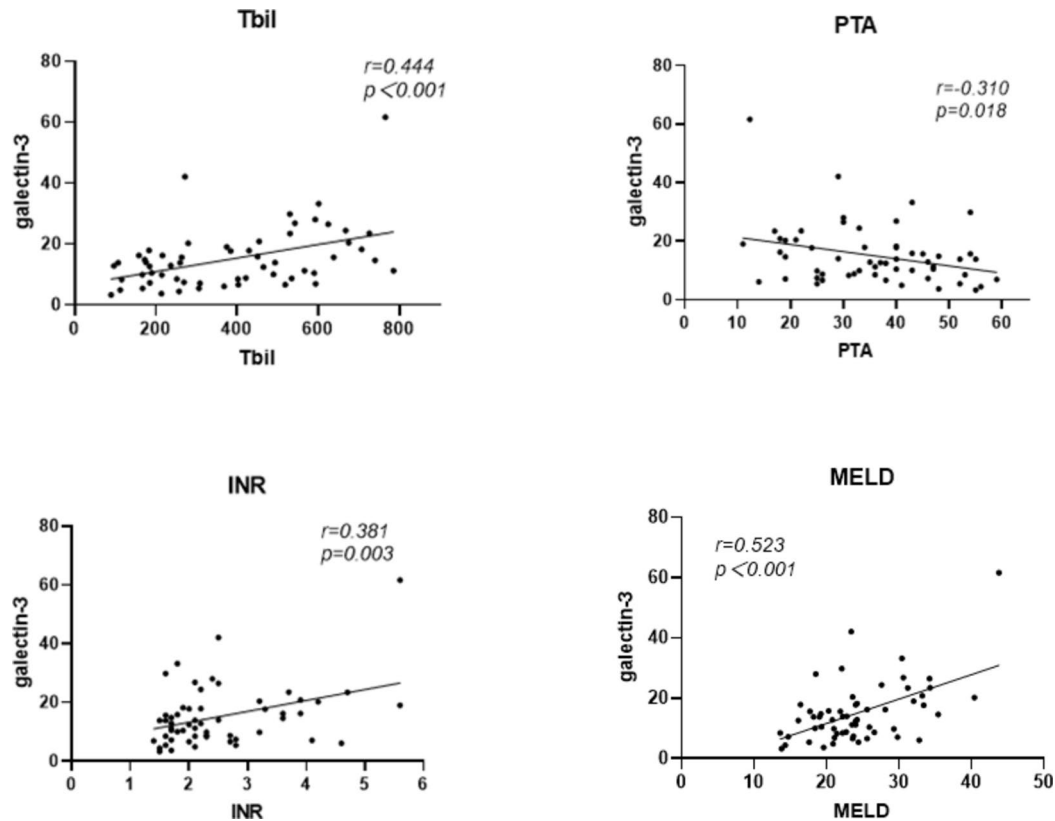 Tbil
r=0.444
p<0.001
galectin-3
80
60
40
20
0
0 200 400 600 800
Tbil
PTA
r=-0.310
p=0.018
galectin-3
80
60
40
20
0
0 10 20 30 40 50 60
PTA
INR
r=0.381
p=0.003
galectin-3
80
60
40
20
0
0 1 2 3 4 5 6
INR
MELD
r=0.523
p<0.001
galectin-3
80
60
40
20
0
0 10 20 30 40 50
MELD